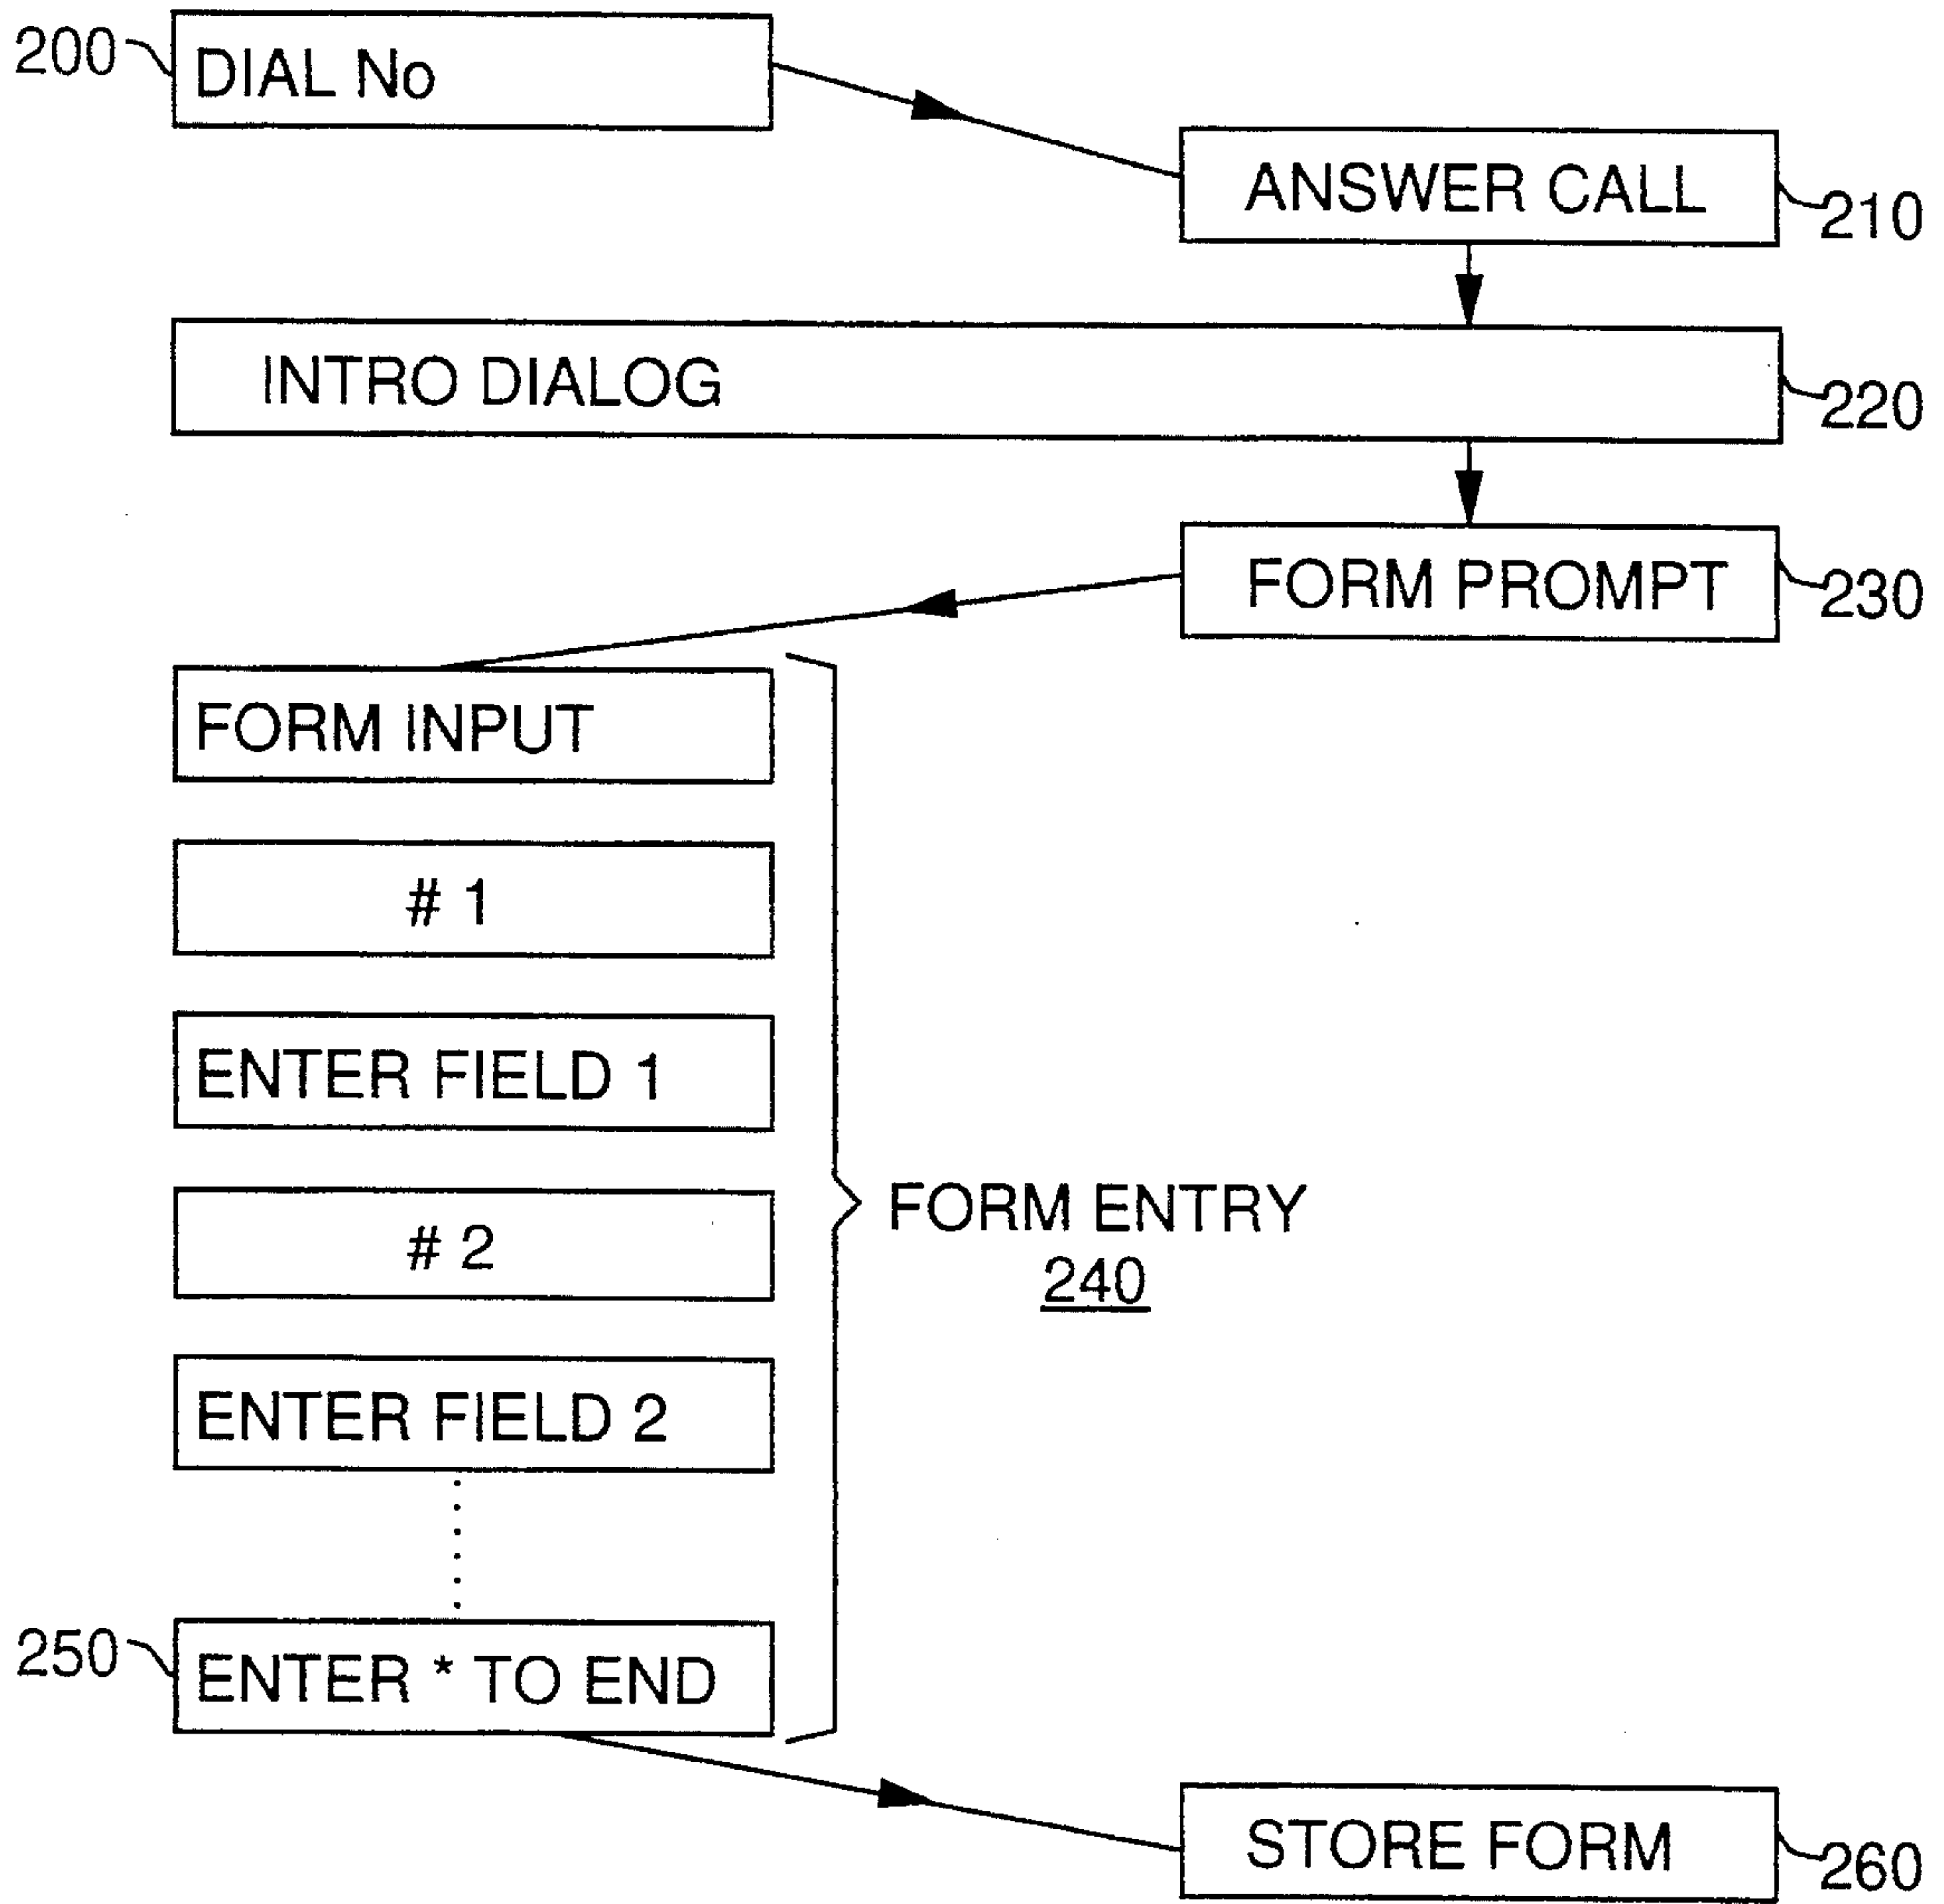 200 DIAL No
ANSWER CALL 210
INTRO DIALOG 220
FORM PROMPT 230
FORM INPUT
# 1
ENTER FIELD 1
# 2
FORM ENTRY
240
ENTER FIELD 2
250 ENTER * TO END
STORE FORM 260